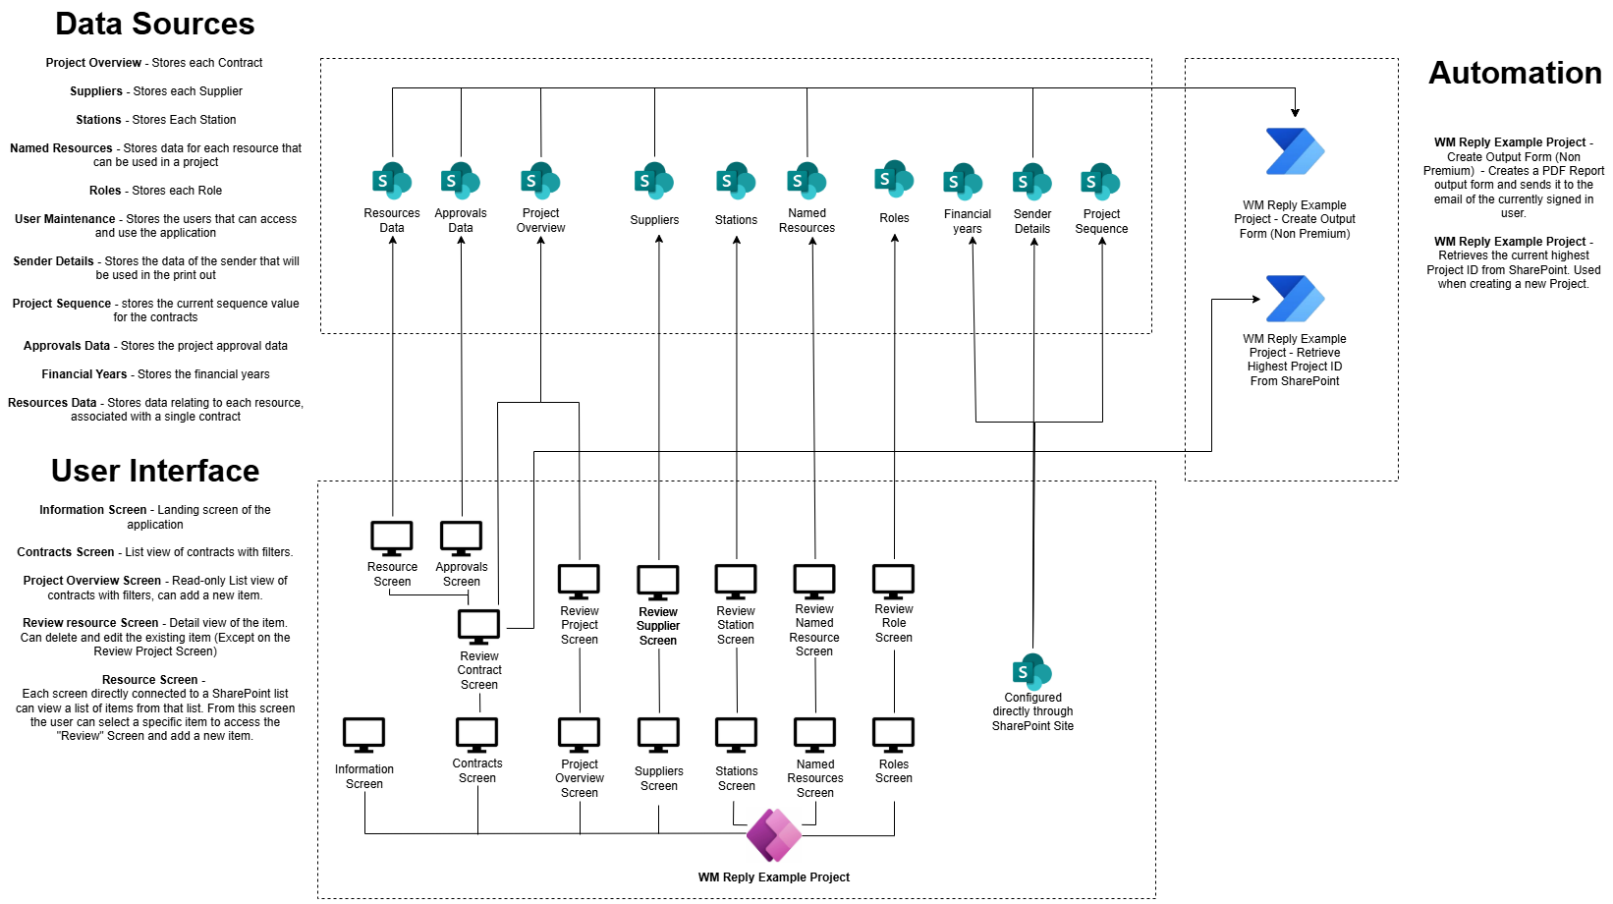 Data Sources
Project Overview - Stores each Contract
Suppliers - Stores each Supplier
Stations - Stores Each Station
Named Resources - Stores data for each resource that
can be used in a project
Roles - Stores each Role
User Maintenance - Stores the users that can access
and use the application
Sender Details - Stores the data of the sender that will
be used in the print out
Project Sequence - stores the current sequence value
for the contracts
Approvals Data - Stores the project approval data
Financial Years - Stores the financial years
Resources Data - Stores data relating to each resource,
associated with a single contract
User Interface
Information Screen - Landing screen of the
application
Contracts Screen - List view of contracts with filters.
Project Overview Screen - Read-only List view of
contracts with filters, can add a new item.
Review resource Screen - Detail view of the item.
Can delete and edit the existing item (Except on the
Review Project Screen)
Resource Screen -
Each screen directly connected to a SharePoint list
can view a list of items from that list. From this screen
the user can select a specific item to access the
"Review" Screen and add a new item.
S
Resources
Data
S
Approvals
Data
S
Project
Overview
S
Suppliers
S
Stations
S
Named
Resources
S
Roles
S
Financial
years
S
Sender
Details
S
Project
Sequence
WM Reply Example
Project - Create Output
Form (Non Premium)
WM Reply Example
Project - Retrieve
Highest Project ID
From SharePoint
Automation
WM Reply Example Project -
Create Output Form (Non
Premium) - Creates a PDF Report
output form and sends it to the
email of the currently signed in
user.
WM Reply Example Project -
Retrieves the current highest
Project ID from SharePoint. Used
when creating a new Project.
Resource
Screen
Approvals
Screen
Review
Contract
Screen
Review
Project
Screen
Review
Supplier
Screen
Review
Station
Screen
Review
Named
Resource
Screen
Review
Role
Screen
S
Configured
directly through
SharePoint Site
Information
Screen
Contracts
Screen
Project
Overview
Screen
Suppliers
Screen
Stations
Screen
Named
Resources
Screen
Roles
Screen
WM Reply Example Project